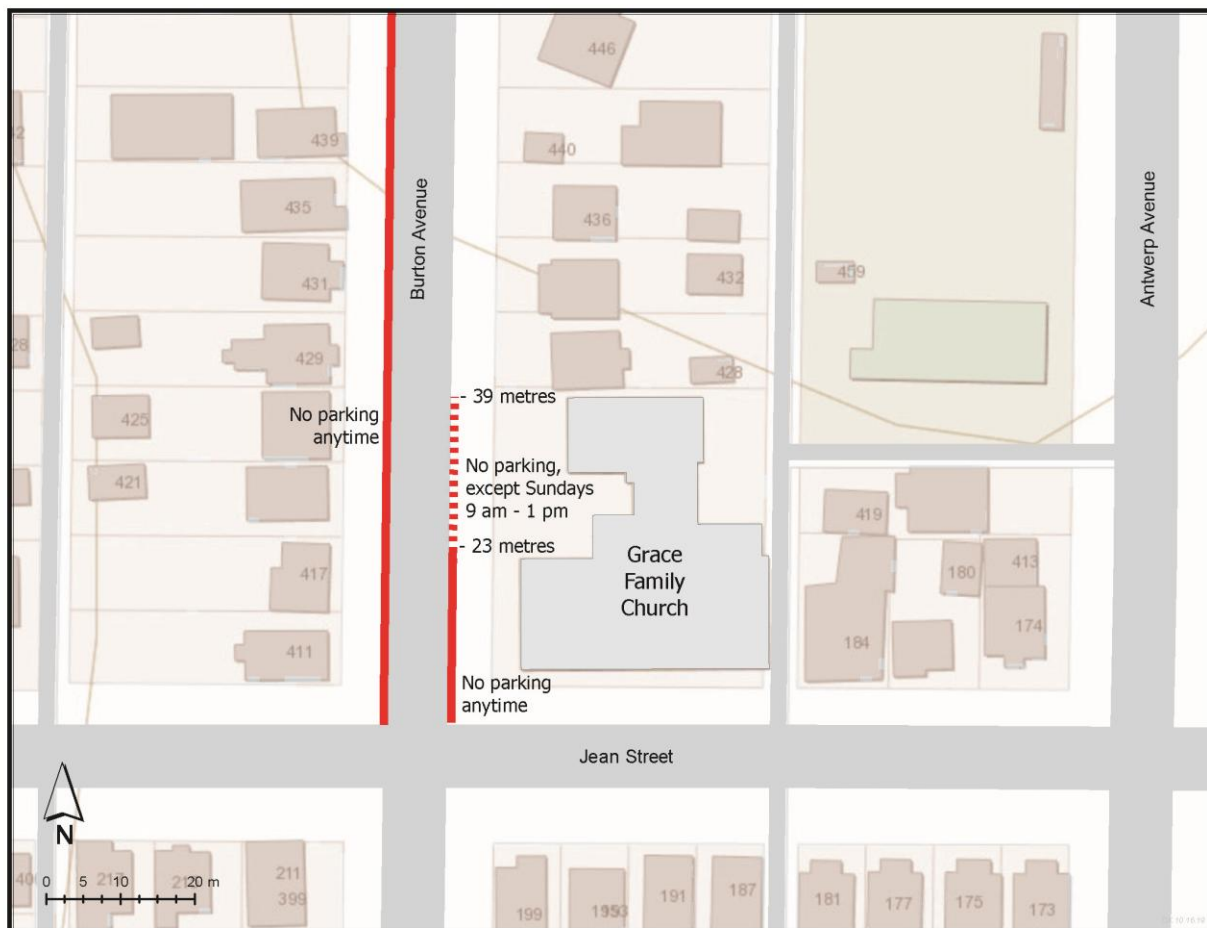 446
439
440
435
436
Burton Avenue
Antwerp Avenue
431
432
459
429
428
- 39 metres
425
No parking
anytime
No parking,
except Sundays
9 am - 1 pm
421
419
- 23 metres
Grace
Family
Church
417
180
413
184
174
411
No parking
anytime
Jean Street
N
0 5 10 20 m
217
211
399
199
191
187
181
177
175
173